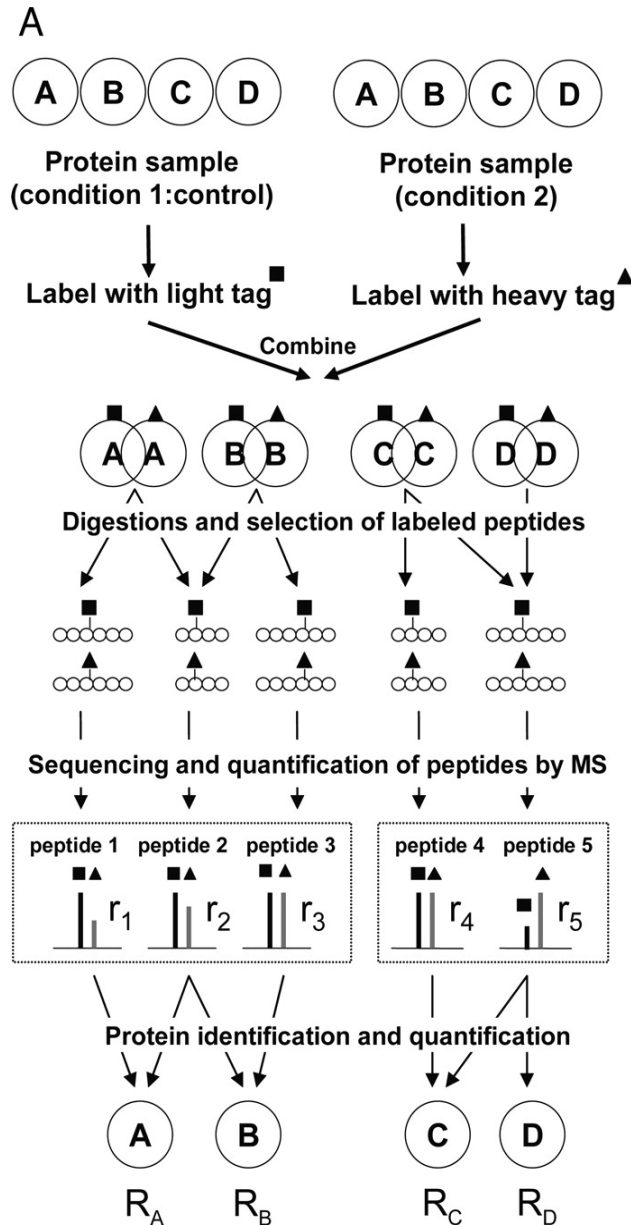 A
A B C D A B C D
Protein sample Protein sample
(condition 1:control) (condition 2)
Label with light tag Label with heavy tag
Combine
A A B B C C D D
Digestions and selection of labeled peptides
Sequencing and quantification of peptides by MS
peptide 1 peptide 2 peptide 3 peptide 4 peptide 5
r1 r2 r3 r4 r5
Protein identification and quantification
A B C D
RA RB RC RD